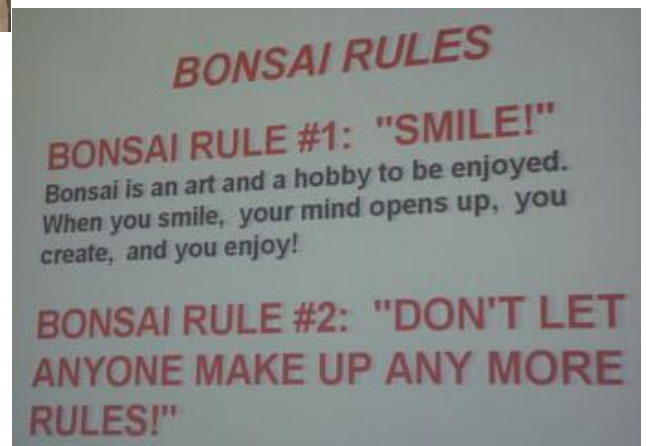 BONSAI RULES
BONSAI RULE #1: "SMILE!"
Bonsai is an art and a hobby to be enjoyed.
When you smile, your mind opens up, you
create, and you enjoy!
BONSAI RULE #2: "DON'T LET
ANYONE MAKE UP ANY MORE
RULES!"